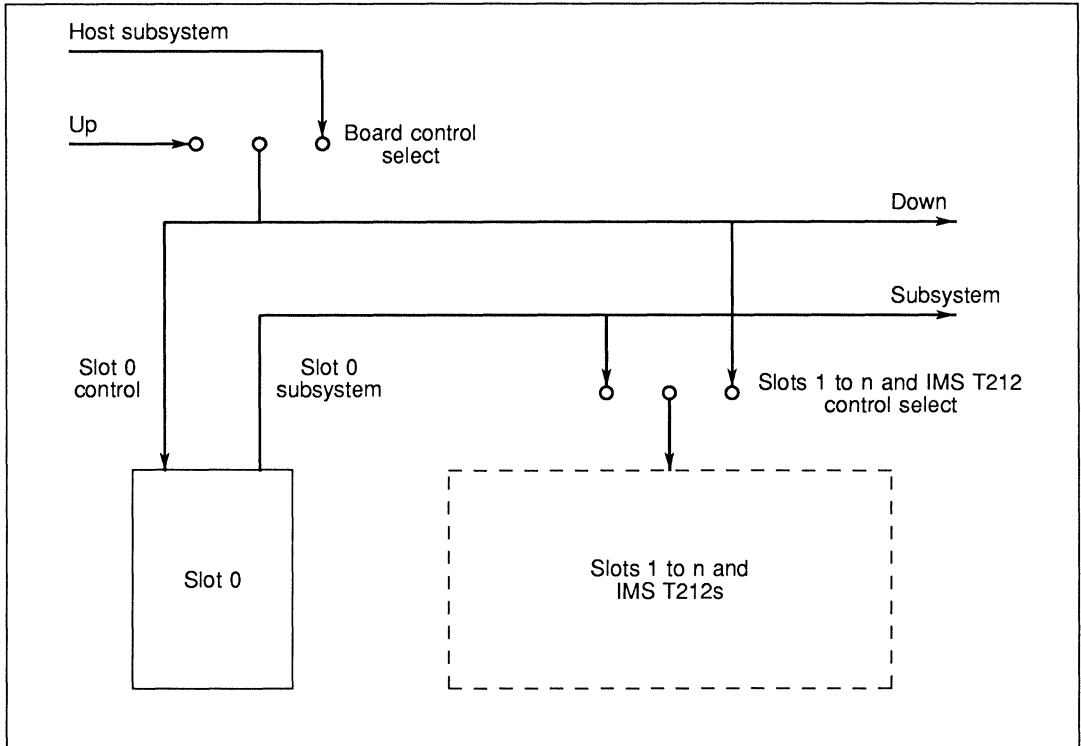 Host subsystem
Up
Board control
select
Down
Subsystem
Slot 0
control
Slot 0
subsystem
Slots 1 to n and IMS T212
control select
Slot 0
Slots 1 to n and
IMS T212s